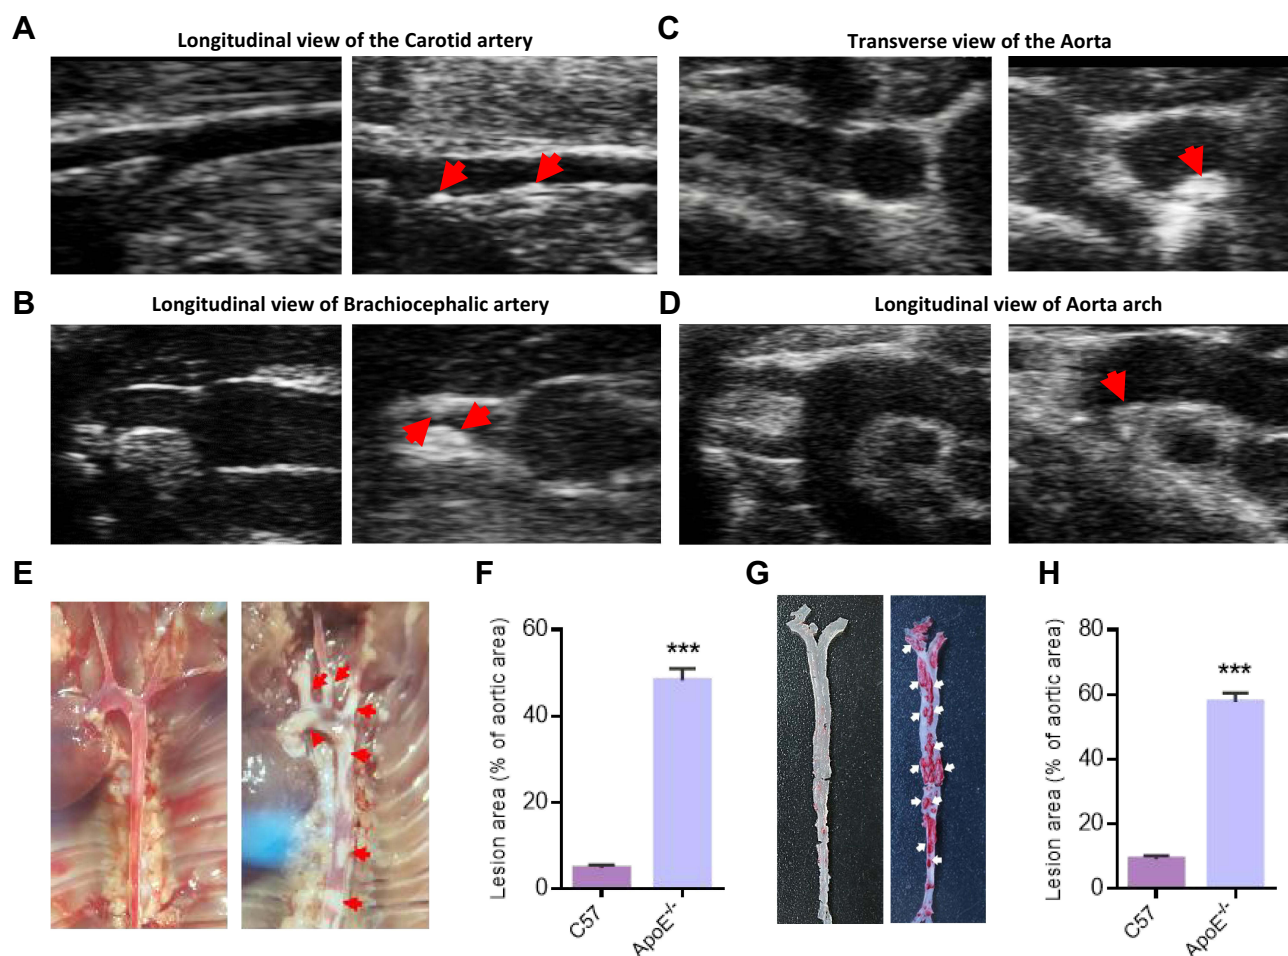 A
Longitudinal view of the Carotid artery
C
Transverse view of the Aorta
B
Longitudinal view of Brachiocephalic artery
D
Longitudinal view of Aorta arch
E
F
Lesion area (% of aortic area)
60
40
20
0
***
C57
ApoE-/-
G
H
Lesion area (% of aortic area)
80
60
40
20
0
***
C57
ApoE-/-